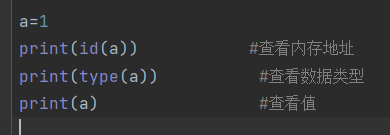 a=1
print(id(a))              #查看内存地址
print(type(a))             #查看数据类型
print(a)                   #查看值